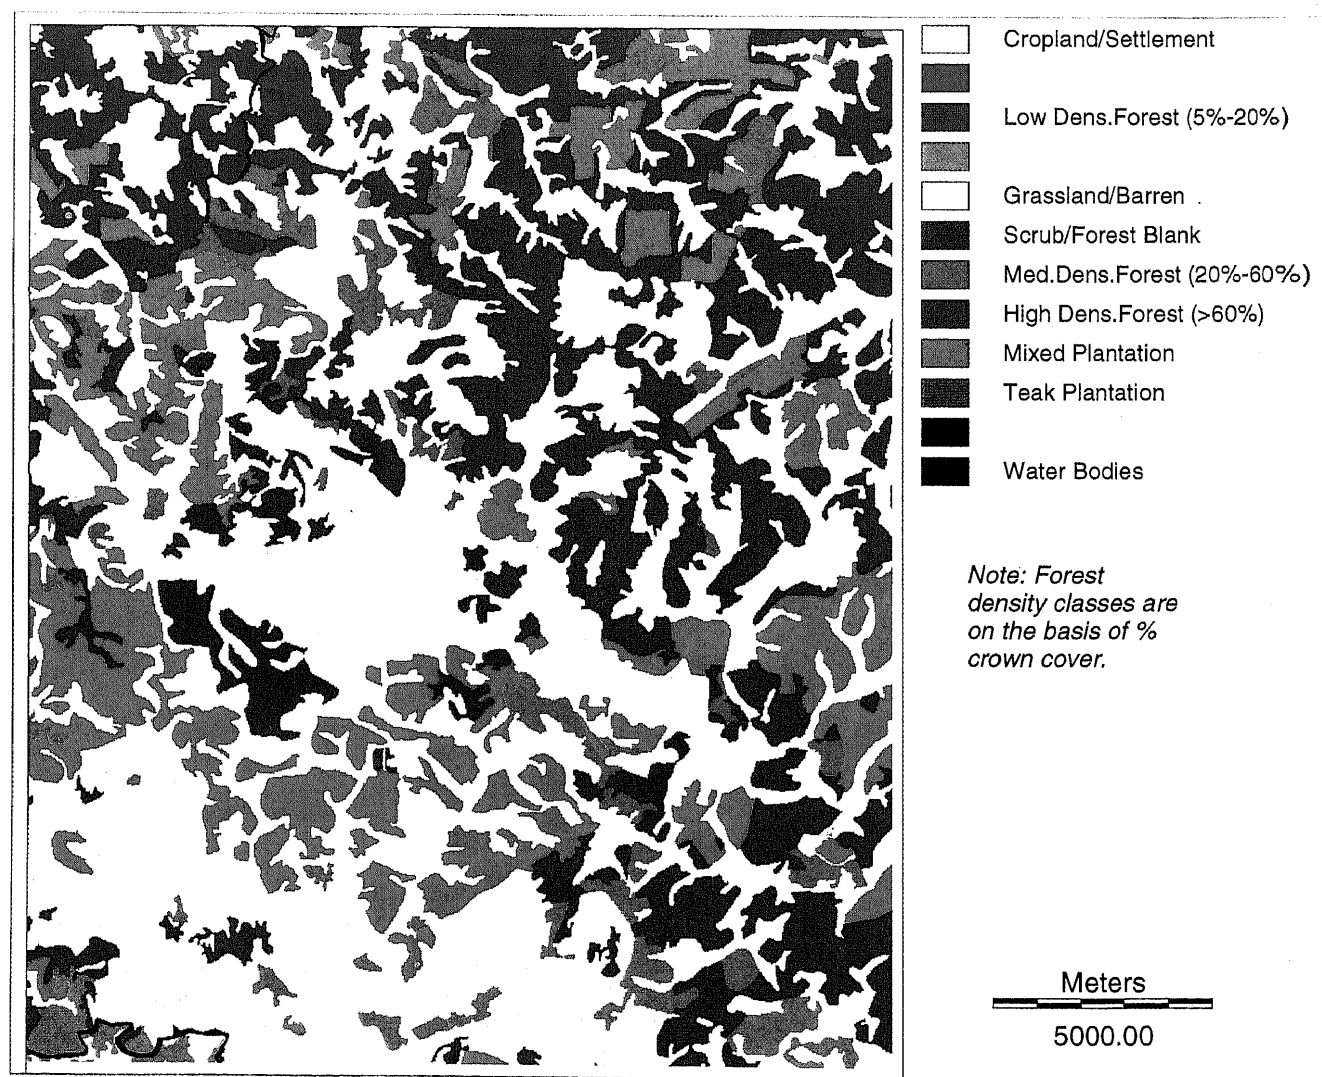 Cropland/Settlement
Low Dens.Forest (5%-20%)
Grassland/Barren
Scrub/Forest Blank
Med.Dens.Forest (20%-60%)
High Dens.Forest (>60%)
Mixed Plantation
Teak Plantation
Water Bodies
Note: Forest
density classes are
on the basis of %
crown cover.
Meters
5000.00